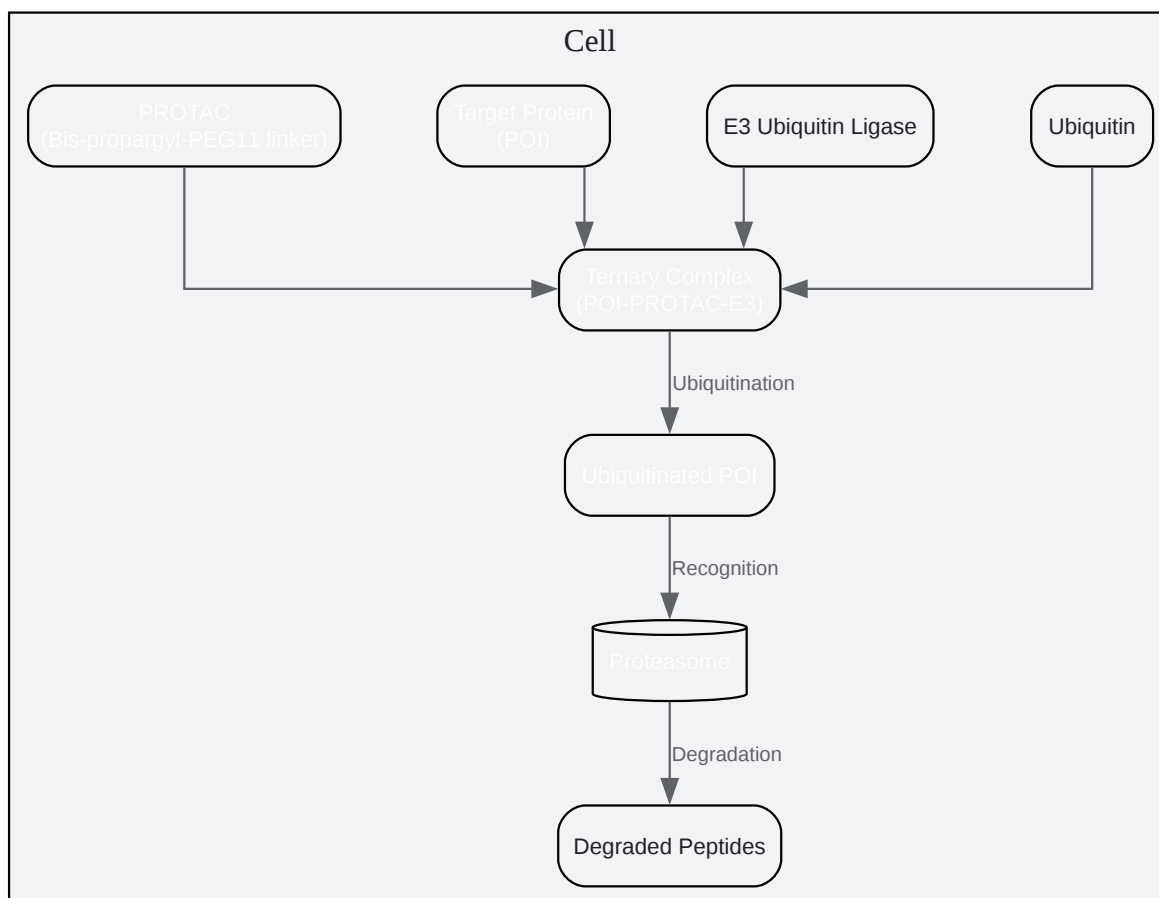 Cell
PROTAC
(Bis-propargyl-PEG11 linker)
Target Protein
(POI)
E3 Ubiquitin Ligase
Ubiquitin
Ternary Complex
(POI-PROTAC-E3)
Ubiquitination
Ubiquitinated POI
Recognition
Proteasome
Degradation
Degraded Peptides